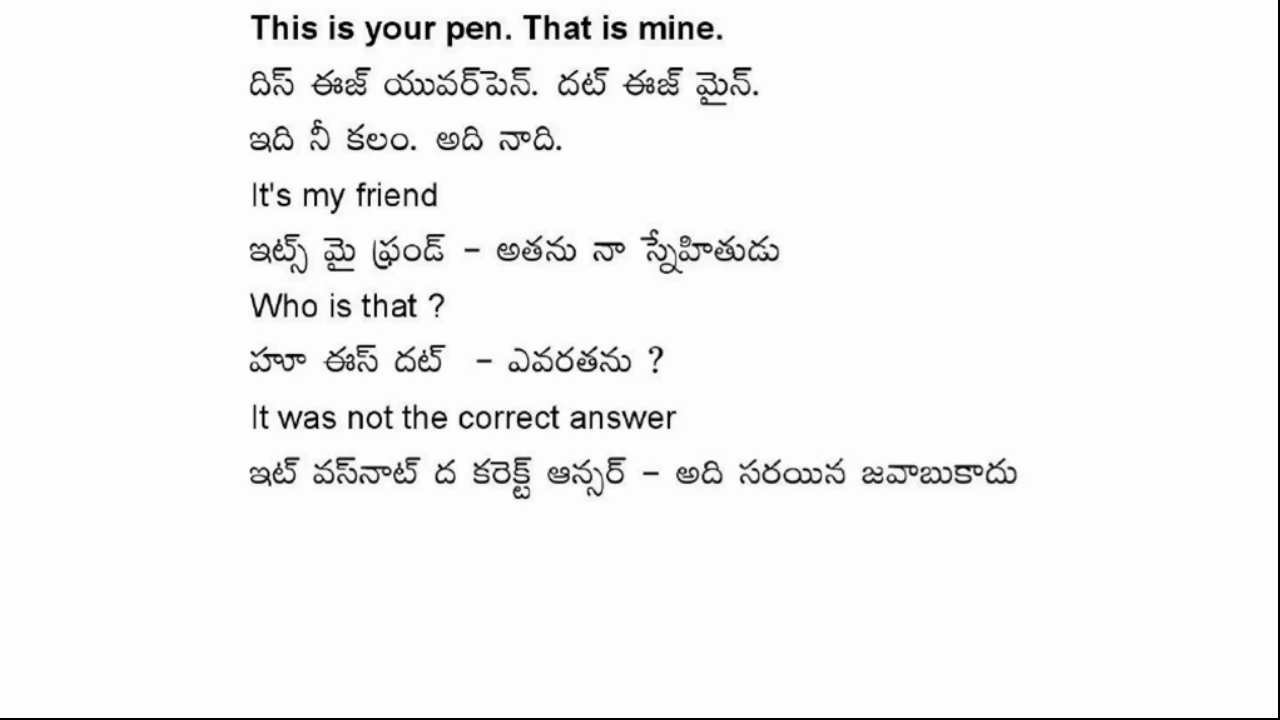 This is your pen. That is mine.
దిస్ ఈజ్ యువర్‌పెన్. దట్ ఈజ్ మైన్.
ఇది నీ కలం. అది నాది.
It's my friend
ఇట్స్ మై ఫ్రండ్ – అతను నా స్నేహితుడు
Who is that ?
హూ ఈస్ దట్ – ఎవరతను ?
It was not the correct answer
ఇట్ వస్‌నాట్ ద కరెక్ట్ ఆన్సర్ – అది సరయిన జవాబుకాదు